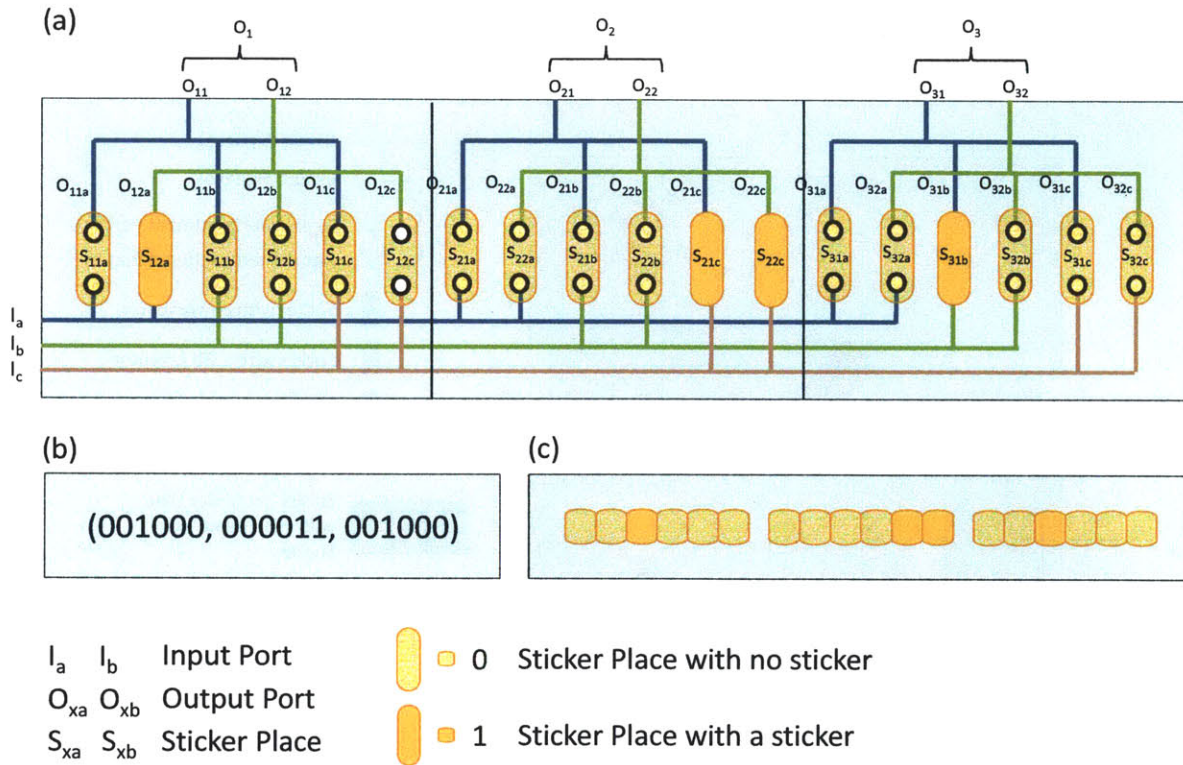 (a)
O1 O2 O3
O11 O12 O21 O22 O31 O32
O11a O12a O11b O12b O11c O12c O21a O22a O21b O22b O21c O22c O31a O32a O31b O32b O31c O32c
S11a S12a S11b S12b S11c S12c S21a S22a S21b S22b S21c S22c S31a S32a S31b S32b S31c S32c
Ia
Ib
Ic
(b) (c)
(001000, 000011, 001000)
Ia Ib Input Port
0 Sticker Place with no sticker
Oxa Oxb Output Port
Sxa Sxb Sticker Place
1 Sticker Place with a sticker